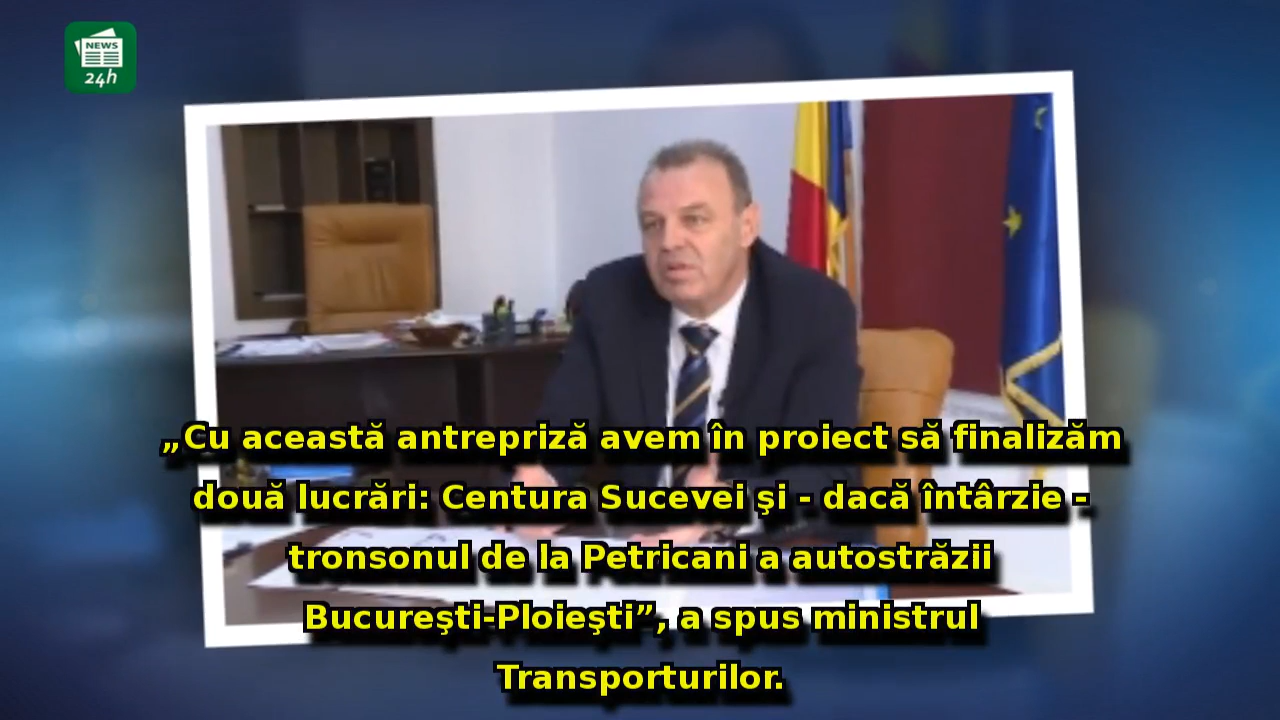 NEWS
24h
„Cu această antrepriză avem în proiect să finalizăm
două lucrări: Centura Sucevei şi - dacă întârzie -
tronsonul de la Petricani a autostrăzii
Bucureşti-Ploieşti”, a spus ministrul
Transporturilor.